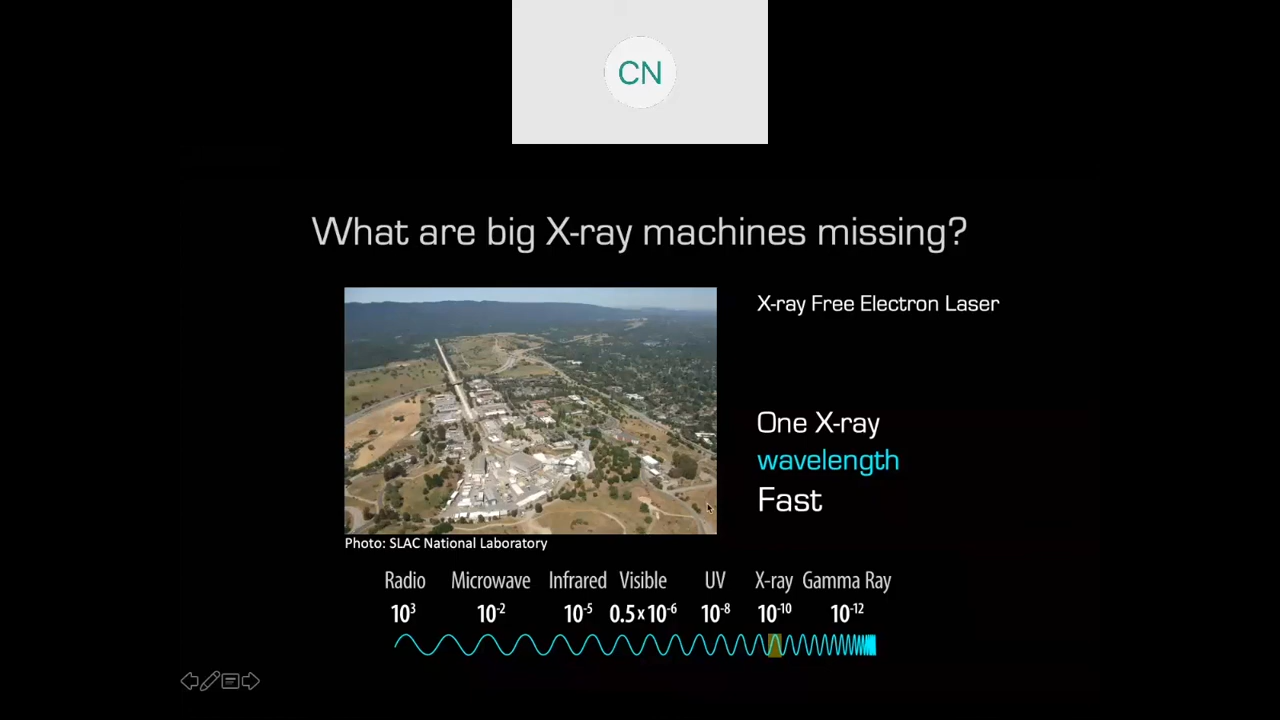 CN
What are big X-ray machines missing?
X-ray Free Electron Laser
One X-ray
wavelength
Fast
Photo: SLAC National Laboratory
Radio Microwave Infrared Visible UV X-ray Gamma Ray
10³ 10⁻² 10⁻⁵ 0.5x10⁻⁶ 10⁻⁸ 10⁻¹⁰ 10⁻¹²